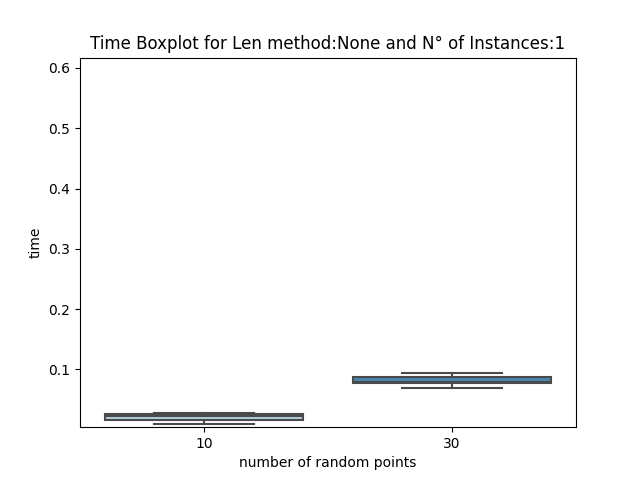 Time Boxplot for Len method:None and N° of Instances:1
0.6
0.5
0.4
0.3
0.2
0.1
time
10 30
number of random points